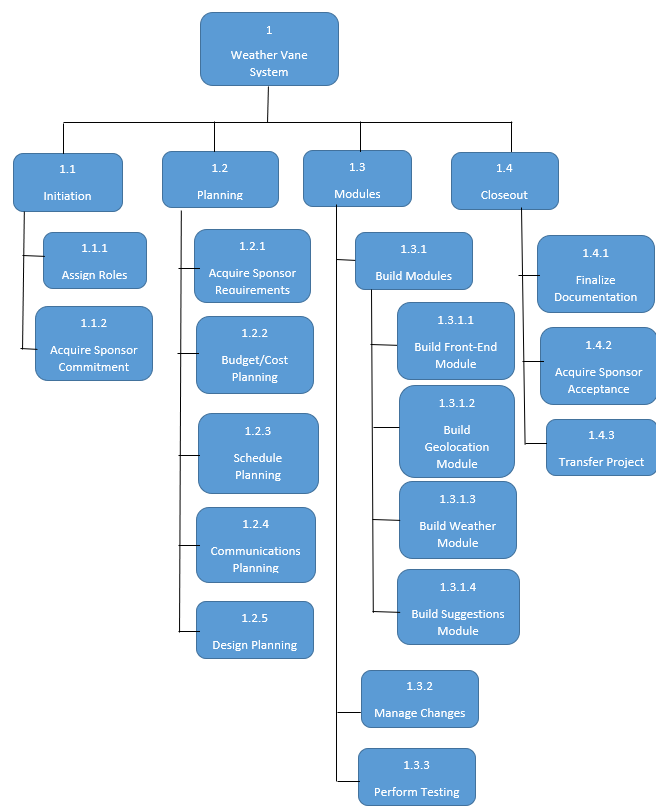 1
Weather Vane
System
1.1
Initiation
1.1.1
Assign Roles
1.1.2
Acquire Sponsor
Commitment
1.2
Planning
1.2.1
Acquire Sponsor
Requirements
1.2.2
Budget/Cost
Planning
1.2.3
Schedule
Planning
1.2.4
Communications
Planning
1.2.5
Design Planning
1.3
Modules
1.3.1
Build Modules
1.3.1.1
Build Front-End
Module
1.3.1.2
Build
Geolocation
Module
1.3.1.3
Build Weather
Module
1.3.1.4
Build Suggestions
Module
1.3.2
Manage Changes
1.3.3
Perform Testing
1.4
Closeout
1.4.1
Finalize
Documentation
1.4.2
Acquire Sponsor
Acceptance
1.4.3
Transfer Project